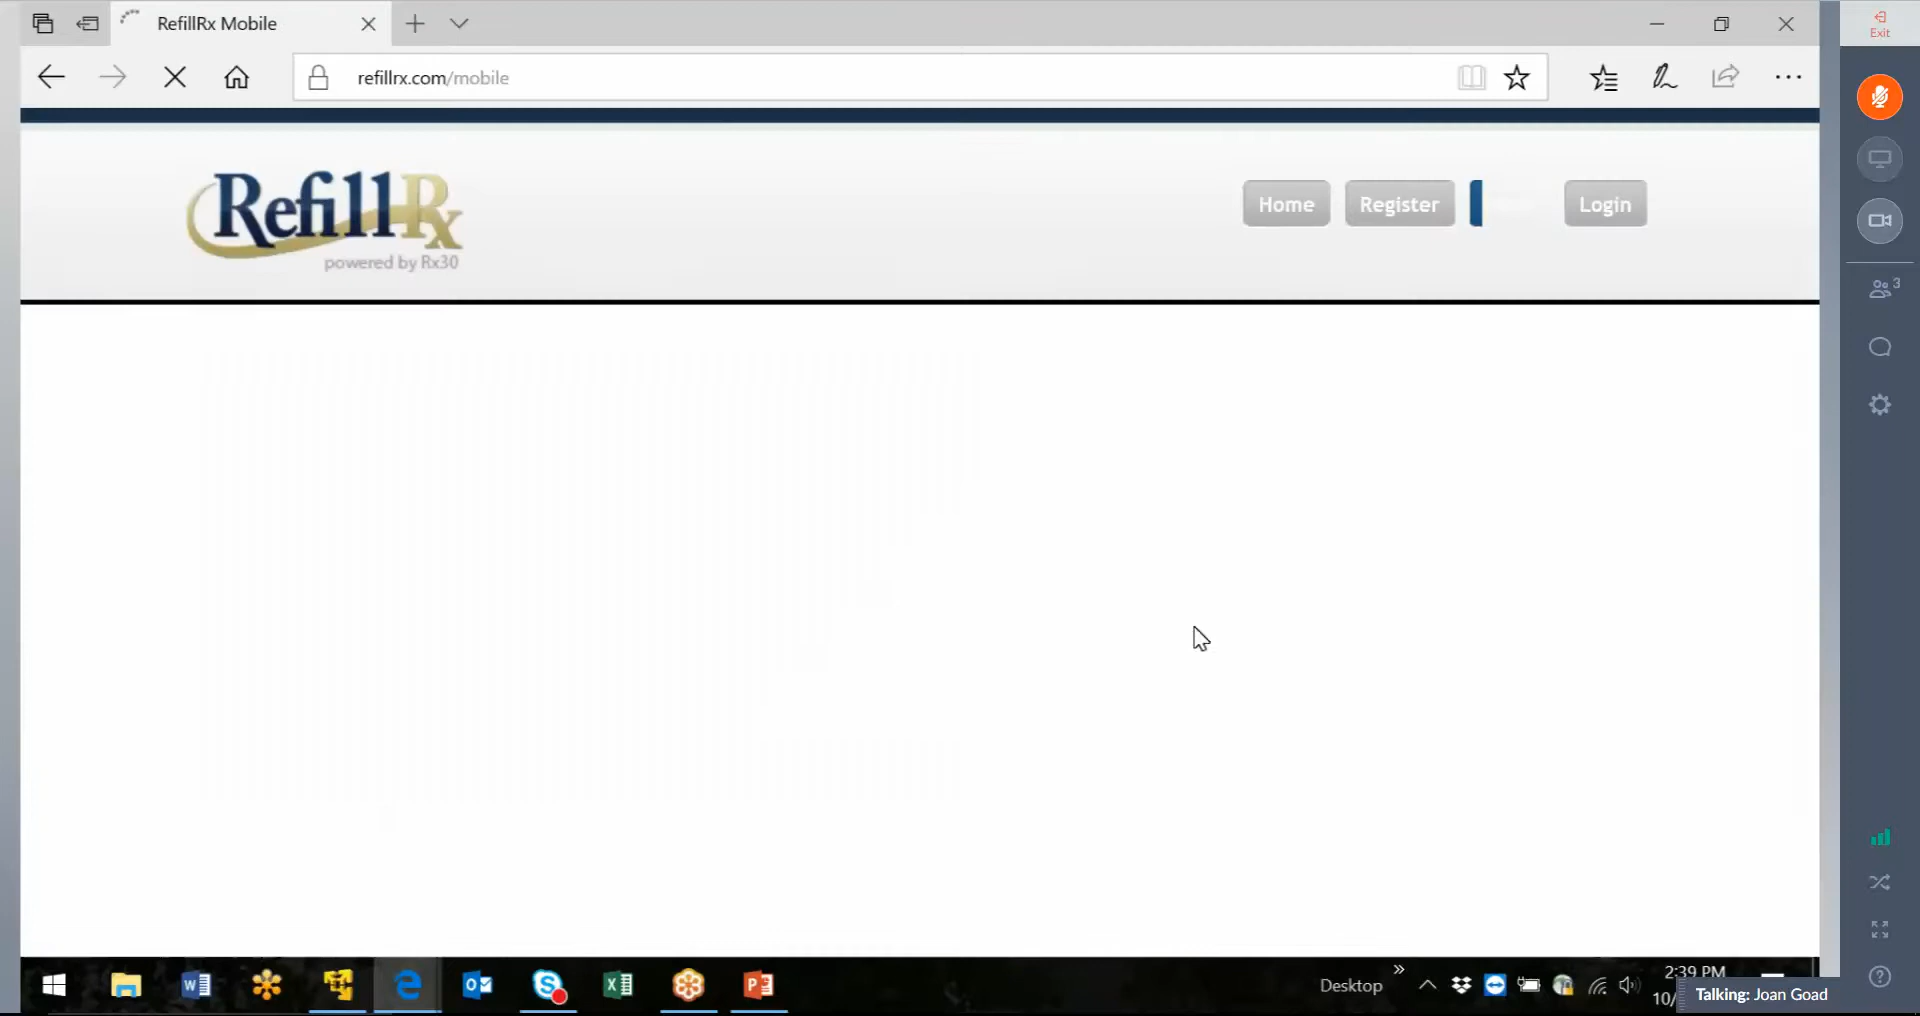 RefillRx Mobile
Exit
refillrx.com/mobile
RefillRx
powered by Rx30
Home
Register
Login
3
Desktop
2:39 PM
10/
Talking: Joan Goad